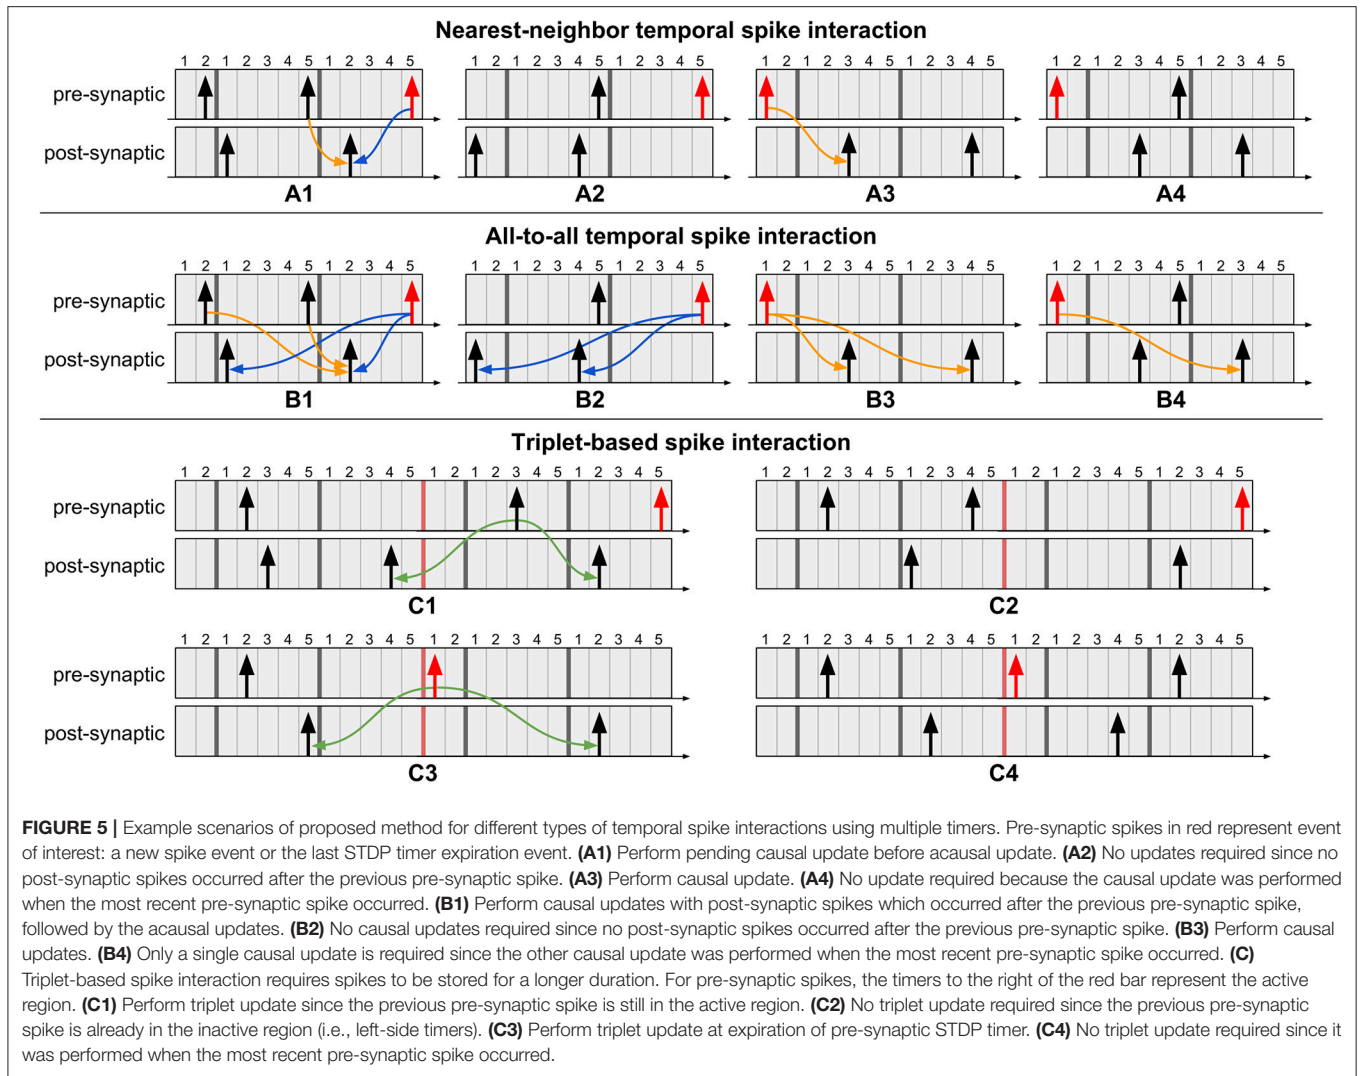 Nearest-neighbor temporal spike interaction
1 2 1 2 3 4 5 1 2 3 4 5 1 2 1 2 3 4 5 1 2 3 4 5 1 2 1 2 3 4 5 1 2 3 4 5 1 2 1 2 3 4 5 1 2 3 4 5
pre-synaptic
post-synaptic
A1 A2 A3 A4
All-to-all temporal spike interaction
1 2 1 2 3 4 5 1 2 3 4 5 1 2 1 2 3 4 5 1 2 3 4 5 1 2 1 2 3 4 5 1 2 3 4 5 1 2 1 2 3 4 5 1 2 3 4 5
pre-synaptic
post-synaptic
B1 B2 B3 B4
Triplet-based spike interaction
1 2 1 2 3 4 5 1 2 3 4 5 1 2 1 2 3 4 5 1 2 3 4 5 1 2 1 2 3 4 5 1 2 3 4 5 1 2 1 2 3 4 5 1 2 3 4 5
pre-synaptic
post-synaptic
C1 C2
1 2 1 2 3 4 5 1 2 3 4 5 1 2 1 2 3 4 5 1 2 3 4 5 1 2 1 2 3 4 5 1 2 3 4 5 1 2 1 2 3 4 5 1 2 3 4 5
pre-synaptic
post-synaptic
C3 C4
FIGURE 5 | Example scenarios of proposed method for different types of temporal spike interactions using multiple timers. Pre-synaptic spikes in red represent event
of interest: a new spike event or the last STDP timer expiration event. (A1) Perform pending causal update before acausal update. (A2) No updates required since no
post-synaptic spikes occurred after the previous pre-synaptic spike. (A3) Perform causal update. (A4) No update required because the causal update was performed
when the most recent pre-synaptic spike occurred. (B1) Perform causal updates with post-synaptic spikes which occurred after the previous pre-synaptic spike,
followed by the acausal updates. (B2) No causal updates required since no post-synaptic spikes occurred after the previous pre-synaptic spike. (B3) Perform causal
updates. (B4) Only a single causal update is required since the other causal update was performed when the most recent pre-synaptic spike occurred. (C)
Triplet-based spike interaction requires spikes to be stored for a longer duration. For pre-synaptic spikes, the timers to the right of the red bar represent the active
region. (C1) Perform triplet update since the previous pre-synaptic spike is still in the active region. (C2) No triplet update required since the previous pre-synaptic
spike is already in the inactive region (i.e., left-side timers). (C3) Perform triplet update at expiration of pre-synaptic STDP timer. (C4) No triplet update required since it
was performed when the most recent pre-synaptic spike occurred.